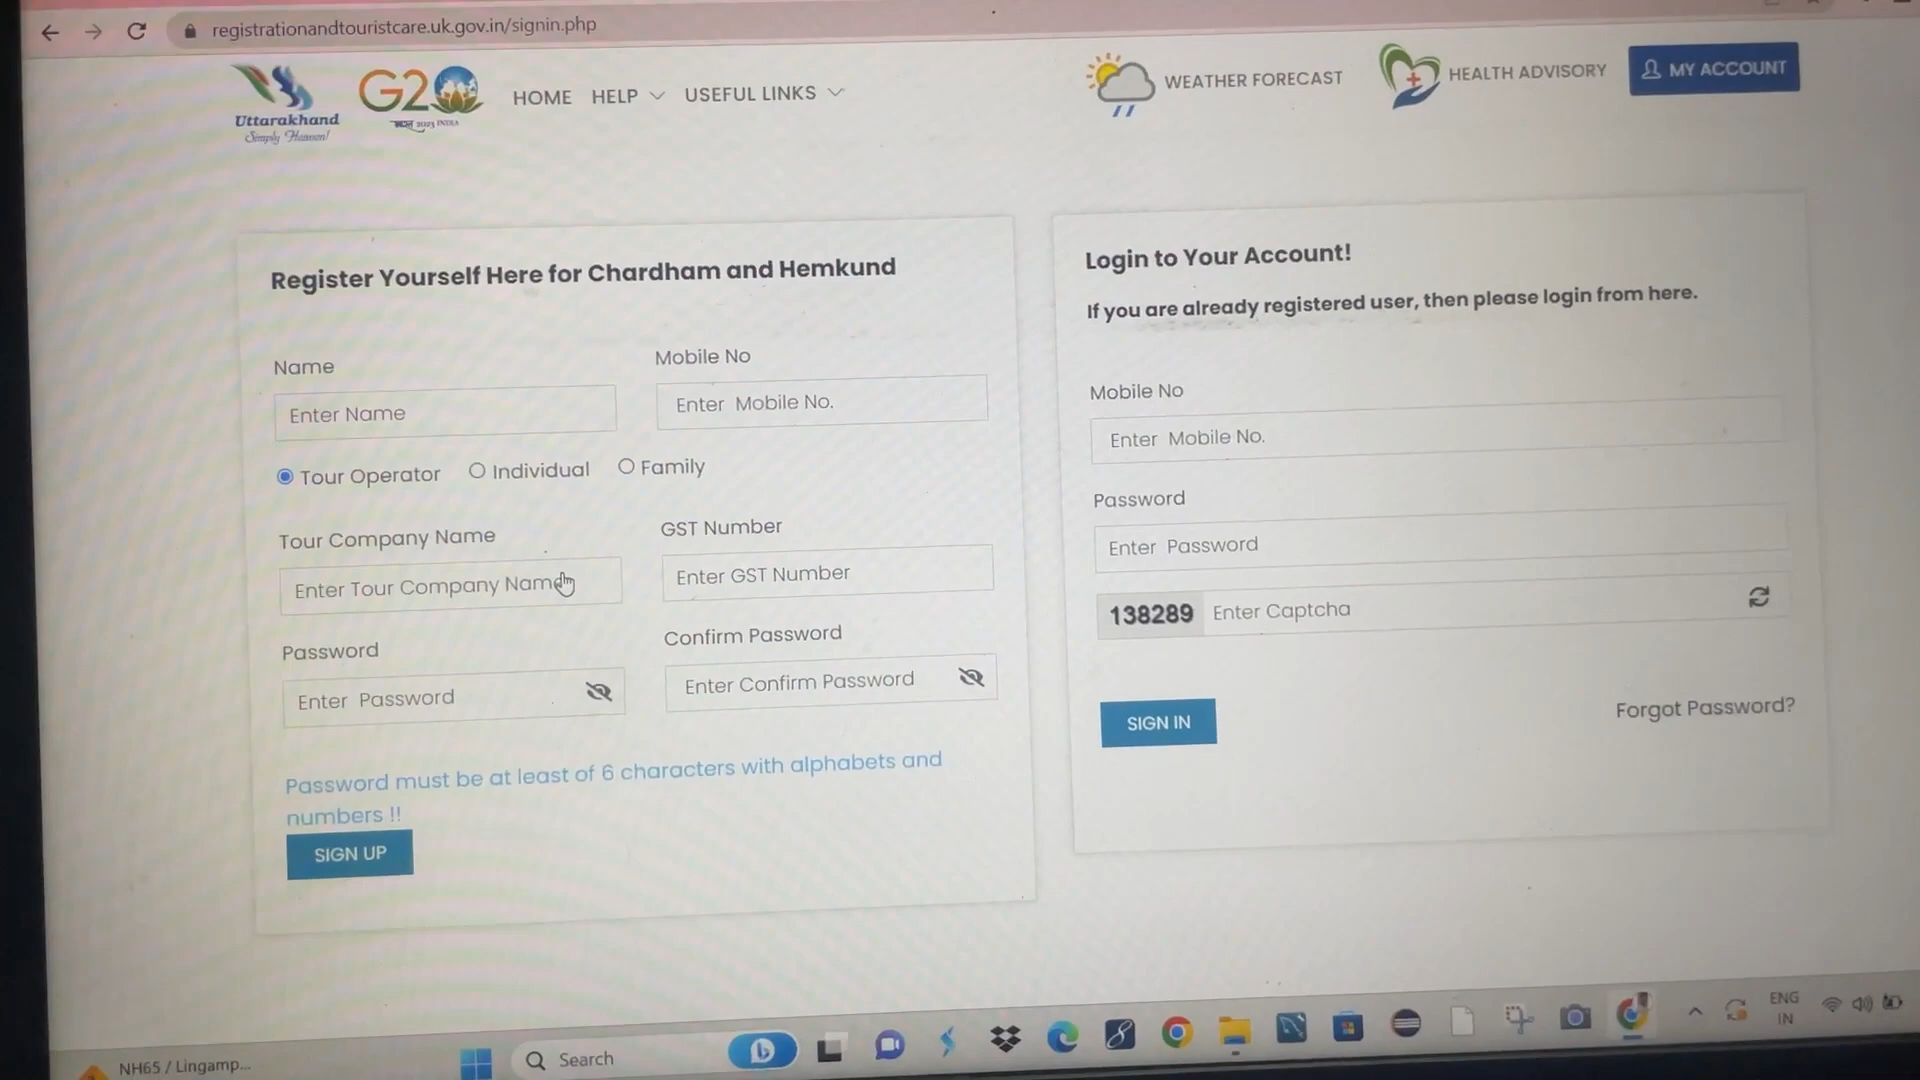 registrationandtouristcare.uk.gov.in/signin.php
Uttarakhand
Simply Heaven!
G20
2023 INDIA
HOME HELP USEFUL LINKS
WEATHER FORECAST
HEALTH ADVISORY
MY ACCOUNT
Register Yourself Here for Chardham and Hemkund
Name
Mobile No
Enter Name
Enter Mobile No.
Tour Operator Individual Family
Tour Company Name
GST Number
Enter Tour Company Name
Enter GST Number
Password
Confirm Password
Enter Password
Enter Confirm Password
Password must be at least of 6 characters with alphabets and
numbers !!
SIGN UP
Login to Your Account!
If you are already registered user, then please login from here.
Mobile No
Enter Mobile No.
Password
Enter Password
138289 Enter Captcha
SIGN IN
Forgot Password?
NH65 / Lingamp...
Search
ENG
IN